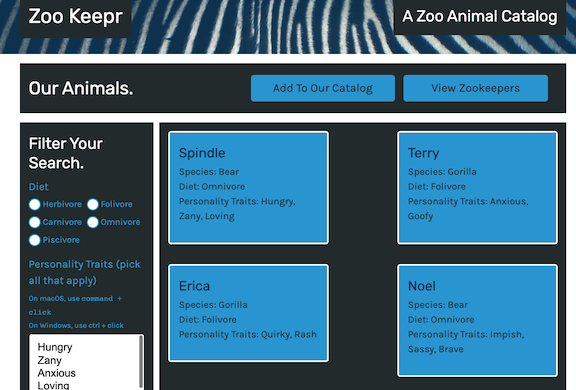 Zoo Keepr
A Zoo Animal Catalog
Our Animals.
Add To Our Catalog
View Zookeepers
Filter Your
Search.
Diet
Herbivore
Folivore
Carnivore
Omnivore
Piscivore
Personality Traits (pick
all that apply)
On macOS, use command +
click
On Windows, use ctrl + click
Hungry
Zany
Anxious
Loving
Spindle
Species: Bear
Diet: Omnivore
Personality Traits: Hungry,
Zany, Loving
Terry
Species: Gorilla
Diet: Folivore
Personality Traits: Anxious,
Goofy
Erica
Species: Gorilla
Diet: Folivore
Personality Traits: Quirky, Rash
Noel
Species: Bear
Diet: Omnivore
Personality Traits: Impish,
Sassy, Brave